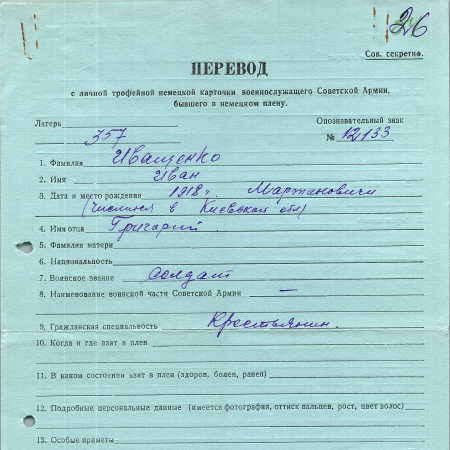 26
Сов. секретно.
ПЕРЕВОД
с личной трофейной немецкой карточки военнослужащего Советской Армии,
бывшего в немецком плену.
Лагерь Опознавательный знак
357 № 12133
1. Фамилия Иващенко
2. Имя Иван
3. Дата и место рождения 1918 г. Мартиновичи
(числится в Киевская обл)
4. Имя отца Григорий.
5. Фамилия матери
6. Национальность
7. Воинское звание солдат
8. Наименование воинской части Советской Армии —
9. Гражданская специальность Крестьянин.
10. Когда и где взят в плен
11. В каком состоянии взят в плен (здоров, болен, ранен)
12. Подробные персональные данные (имеется фотография, оттиск пальцев, рост, цвет волос)
13. Особые приметы